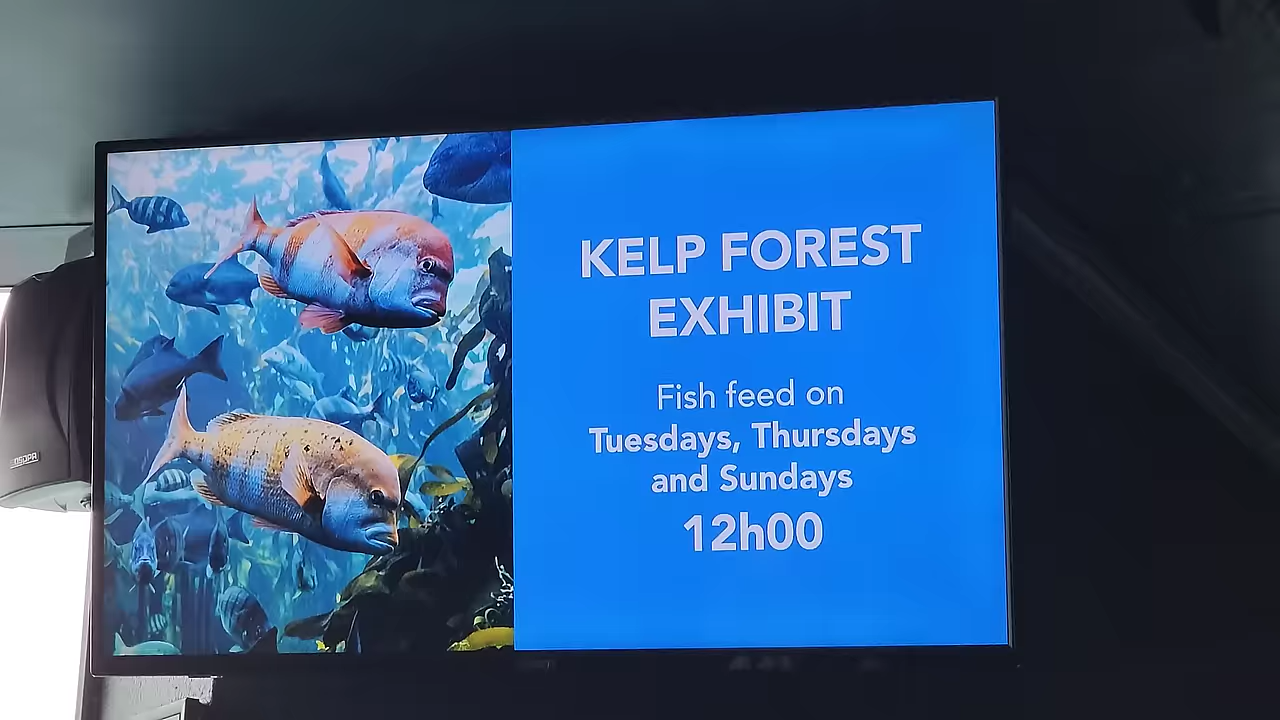 KELP FOREST
EXHIBIT
Fish feed on
Tuesdays, Thursdays
and Sundays
12h00